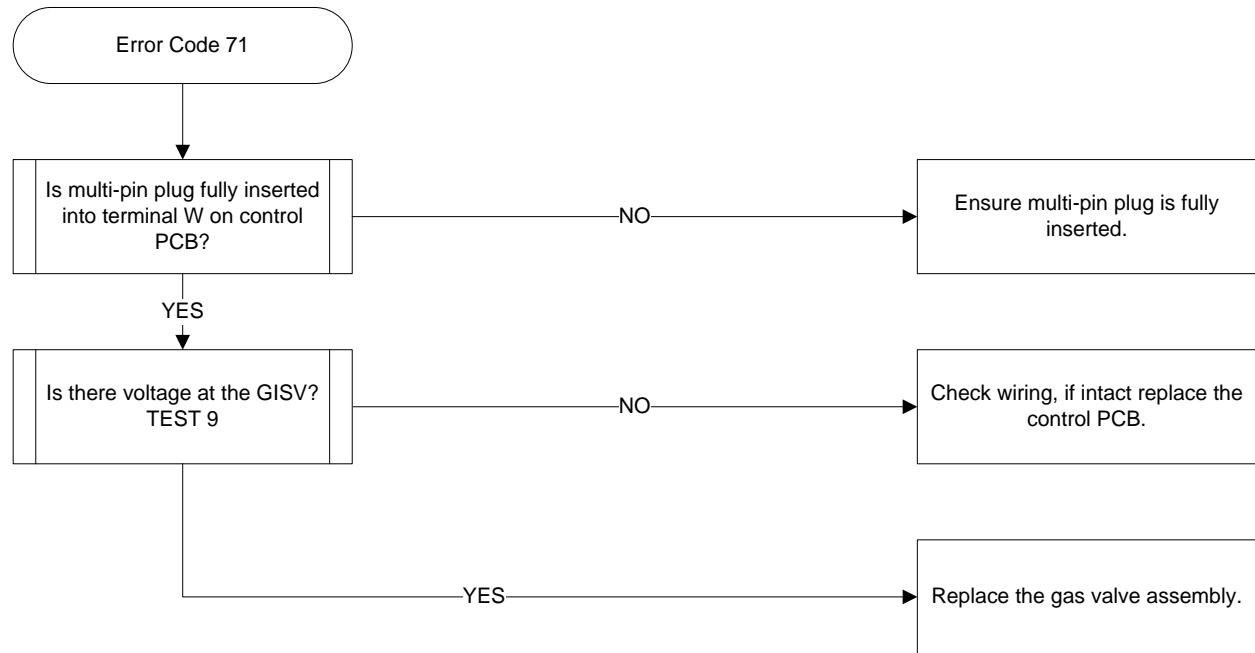 Error Code 71
Is multi-pin plug fully inserted
into terminal W on control
PCB?
NO
Ensure multi-pin plug is fully
inserted.
YES
Is there voltage at the GISV?
TEST 9
NO
Check wiring, if intact replace the
control PCB.
YES
Replace the gas valve assembly.